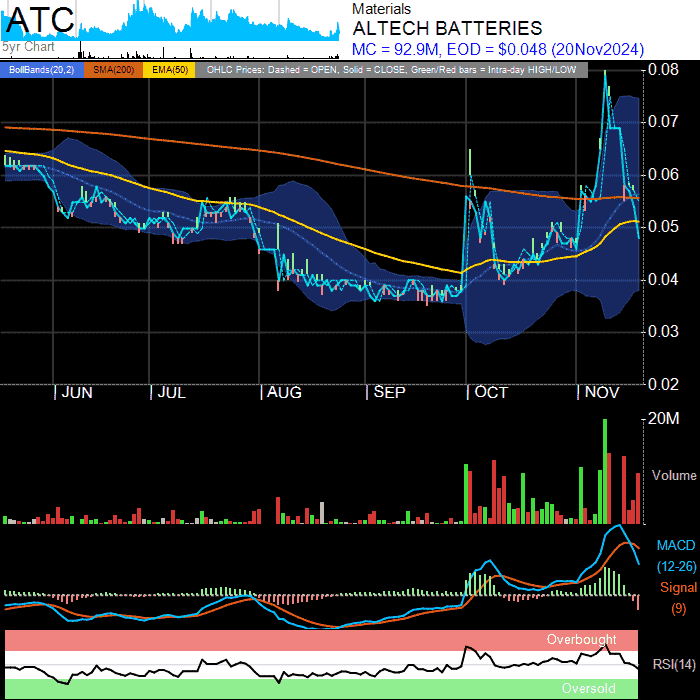 ATC
5yr Chart
Materials
ALTECH BATTERIES
MC = 92.9M, EOD = $0.048 (20Nov2024)
BollBands(20,2) SMA(200) EMA(50) OHLC Prices: Dashed = OPEN, Solid = CLOSE, Green/Red bars = Intra-day HIGH/LOW
0.08
0.07
0.06
0.05
0.04
0.03
0.02
JUN JUL AUG SEP OCT NOV
20M
Volume
MACD
(12-26)
Signal
(9)
Overbought
RSI(14)
Oversold